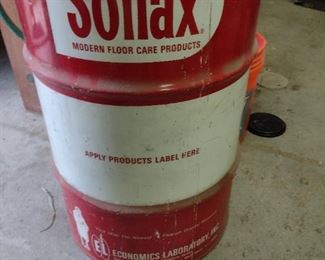 Soilax®
MODERN FLOOR CARE PRODUCTS
APPLY PRODUCTS LABEL HERE
EL ECONOMICS LABORATORY, INC.